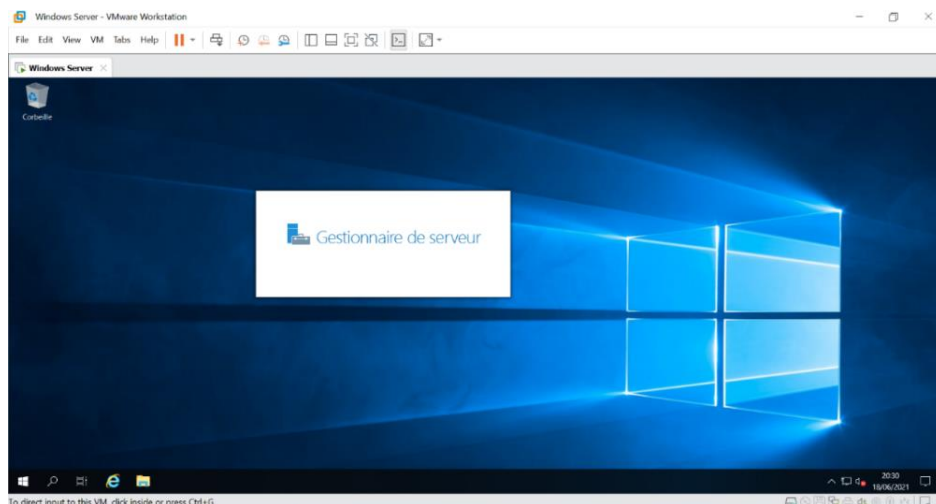 Windows Server - VMware Workstation
File Edit View VM Tabs Help
Windows Server
Corbeille
Gestionnaire de serveur
20:30
18/06/2021
To direct input to this VM, click inside or press Ctrl+G.